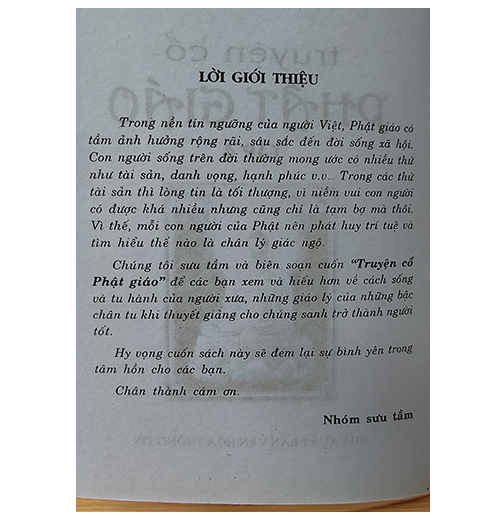 LỜI GIỚI THIỆU
Trong nền tín ngưỡng của người Việt, Phật giáo có
tầm ảnh hưởng rộng rãi, sâu sắc đến đời sống xã hội.
Con người sống trên đời thường mong ước có nhiều thứ
như tài sản, danh vọng, hạnh phúc v.v... Trong các thứ
tài sản thì lòng tin là tối thượng, vì niềm vui con người
có được khá nhiều nhưng cũng chỉ là tạm bợ mà thôi.
Vì thế, mỗi con người của Phật nên phát huy trí tuệ và
tìm hiểu thế nào là chân lý giác ngộ.
Chúng tôi sưu tầm và biên soạn cuốn “Truyện cổ
Phật giáo” để các bạn xem và hiểu hơn về cách sống
và tu hành của người xưa, những giáo lý của những bậc
chân tu khi thuyết giảng cho chúng sanh trở thành người
tốt.
Hy vọng cuốn sách này sẽ đem lại sự bình yên trong
tâm hồn cho các bạn.
Chân thành cám ơn.
Nhóm sưu tầm